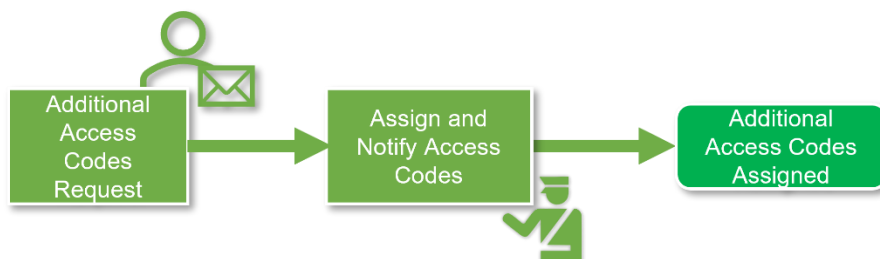 Additional
Access
Codes
Request
Assign and
Notify Access
Codes
Additional
Access Codes
Assigned